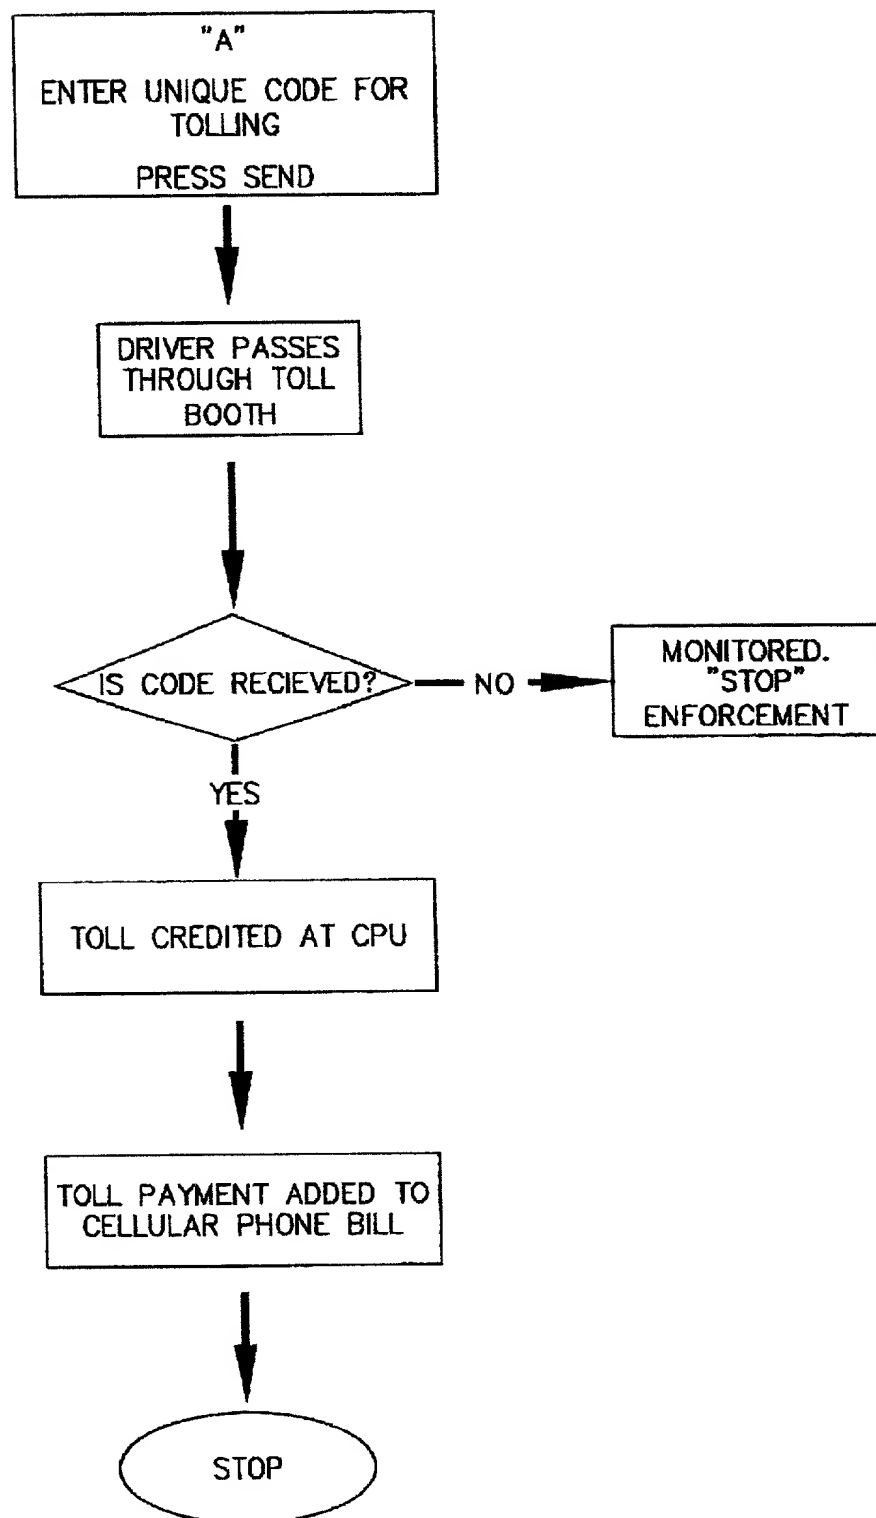 "A"
ENTER UNIQUE CODE FOR
TOLLING
PRESS SEND
DRIVER PASSES
THROUGH TOLL
BOOTH
IS CODE RECIEVED?
NO
MONITORED.
"STOP"
ENFORCEMENT
YES
TOLL CREDITED AT CPU
TOLL PAYMENT ADDED TO
CELLULAR PHONE BILL
STOP